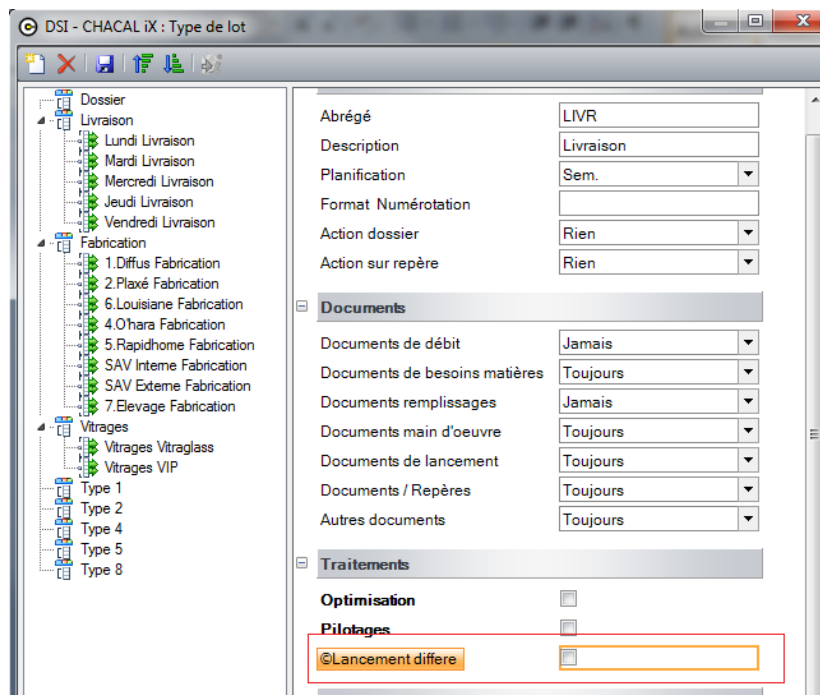 DSI - CHACAL iX : Type de lot
Dossier
Livraison
Lundi Livraison
Mardi Livraison
Mercredi Livraison
Jeudi Livraison
Vendredi Livraison
Fabrication
1.Diffus Fabrication
2.Plaxé Fabrication
6.Louisiane Fabrication
4.O'hara Fabrication
5.Rapidhome Fabrication
SAV Interne Fabrication
SAV Externe Fabrication
7.Elevage Fabrication
Vitrages
Vitrages Vitraglass
Vitrages VIP
Type 1
Type 2
Type 4
Type 5
Type 8
Abrégé LIVR
Description Livraison
Planification Sem.
Format Numérotation
Action dossier Rien
Action sur repère Rien
Documents
Documents de débit Jamais
Documents de besoins matières Toujours
Documents remplissages Jamais
Documents main d'oeuvre Toujours
Documents de lancement Toujours
Documents / Repères Toujours
Autres documents Toujours
Traitements
Optimisation
Pilotages
©Lancement differe